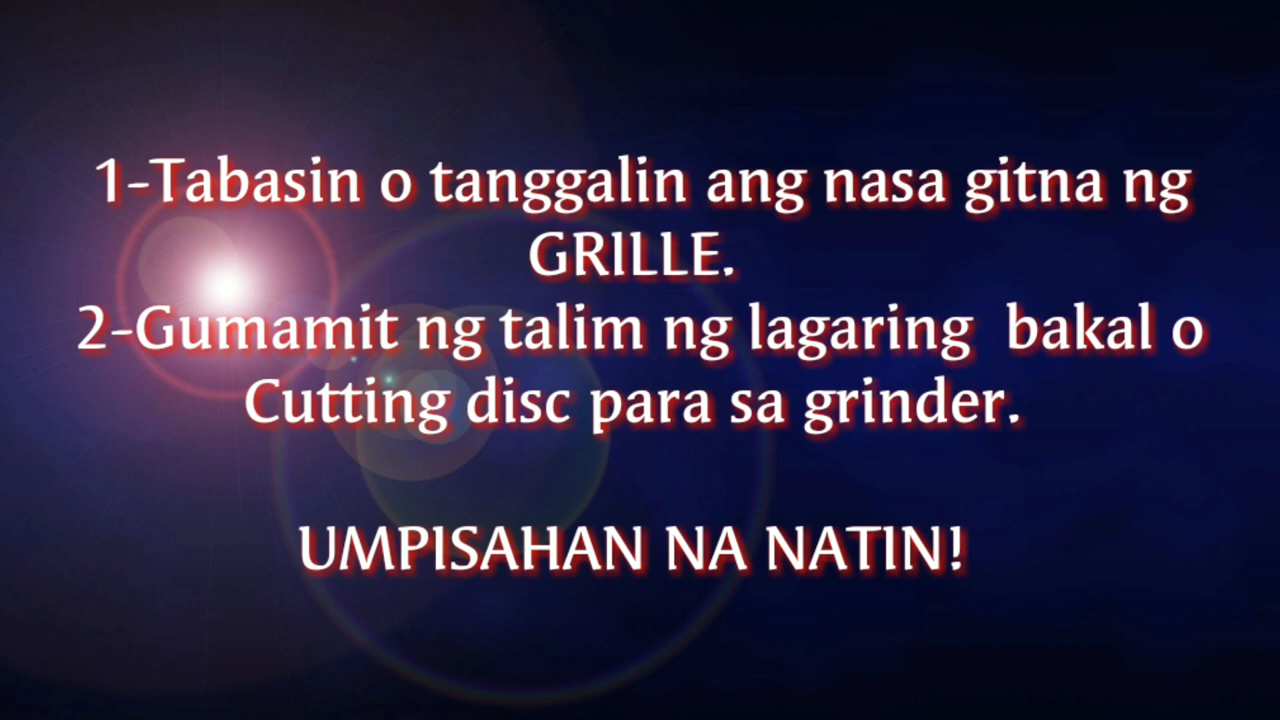 1-Tabasin o tanggalin ang nasa gitna ng
GRILLE.
2-Gumamit ng talim ng lagaring  bakal o
Cutting disc para sa grinder.
UMPISAHAN NA NATIN!